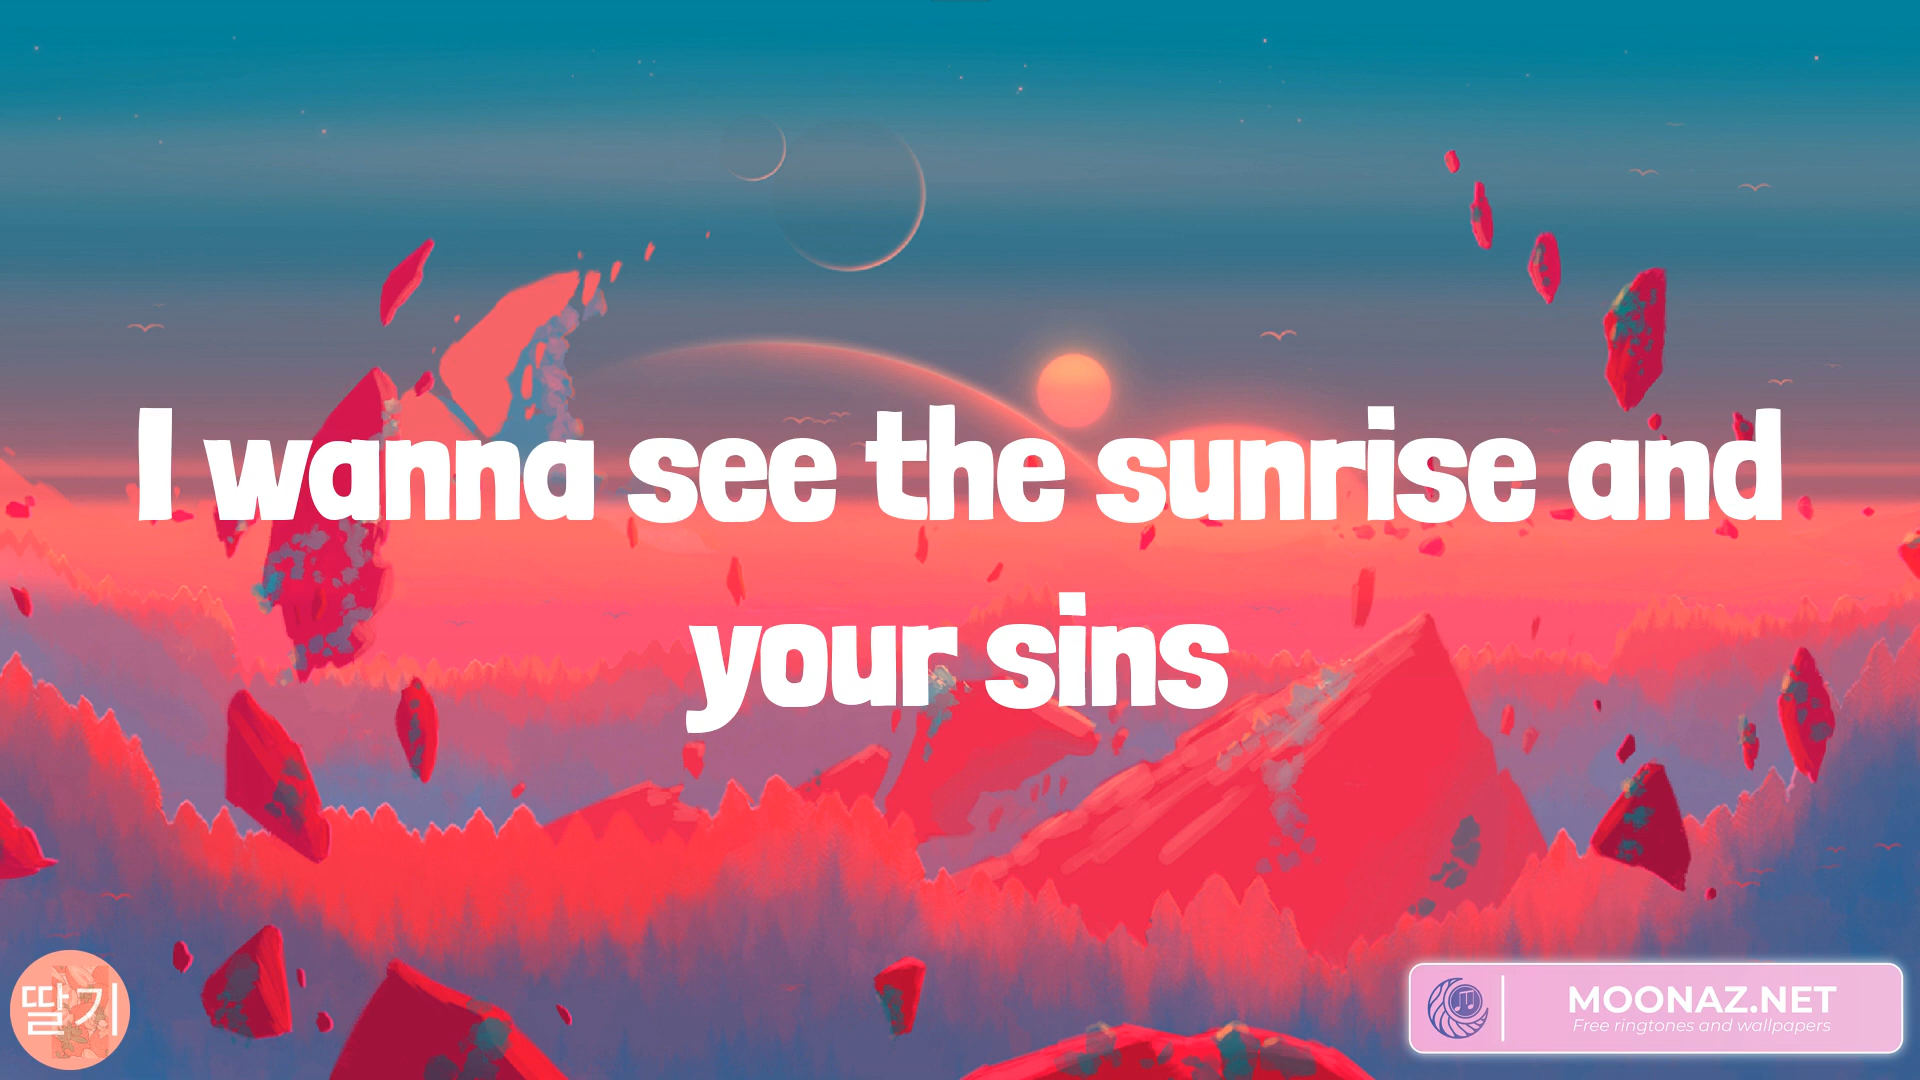 I wanna see the sunrise and
your sins
딸기
MOONAZ.NET
Free ringtones and wallpapers